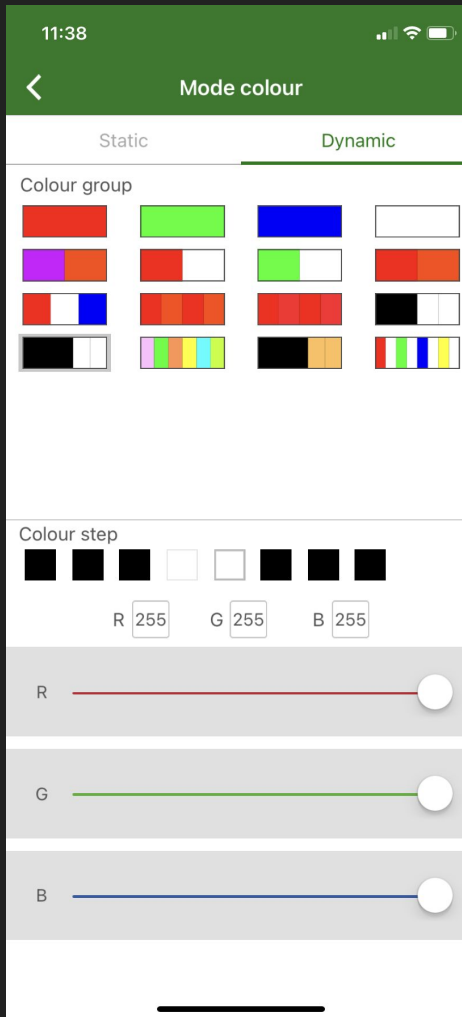 11:38
Mode colour
Static Dynamic
Colour group
Colour step
R 255 G 255 B 255
R
G
B